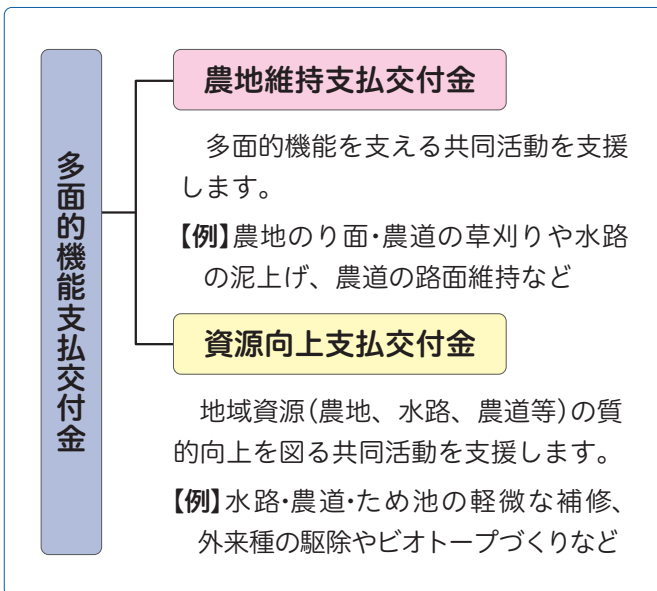 多面的機能支払交付金
農地維持支払交付金
多面的機能を支える共同活動を支援
します。
【例】農地のり面・農道の草刈りや水路
の泥上げ、農道の路面維持など
資源向上支払交付金
地域資源(農地、水路、農道等)の質
的向上を図る共同活動を支援します。
【例】水路・農道・ため池の軽微な補修、
外来種の駆除やビオトープづくりなど